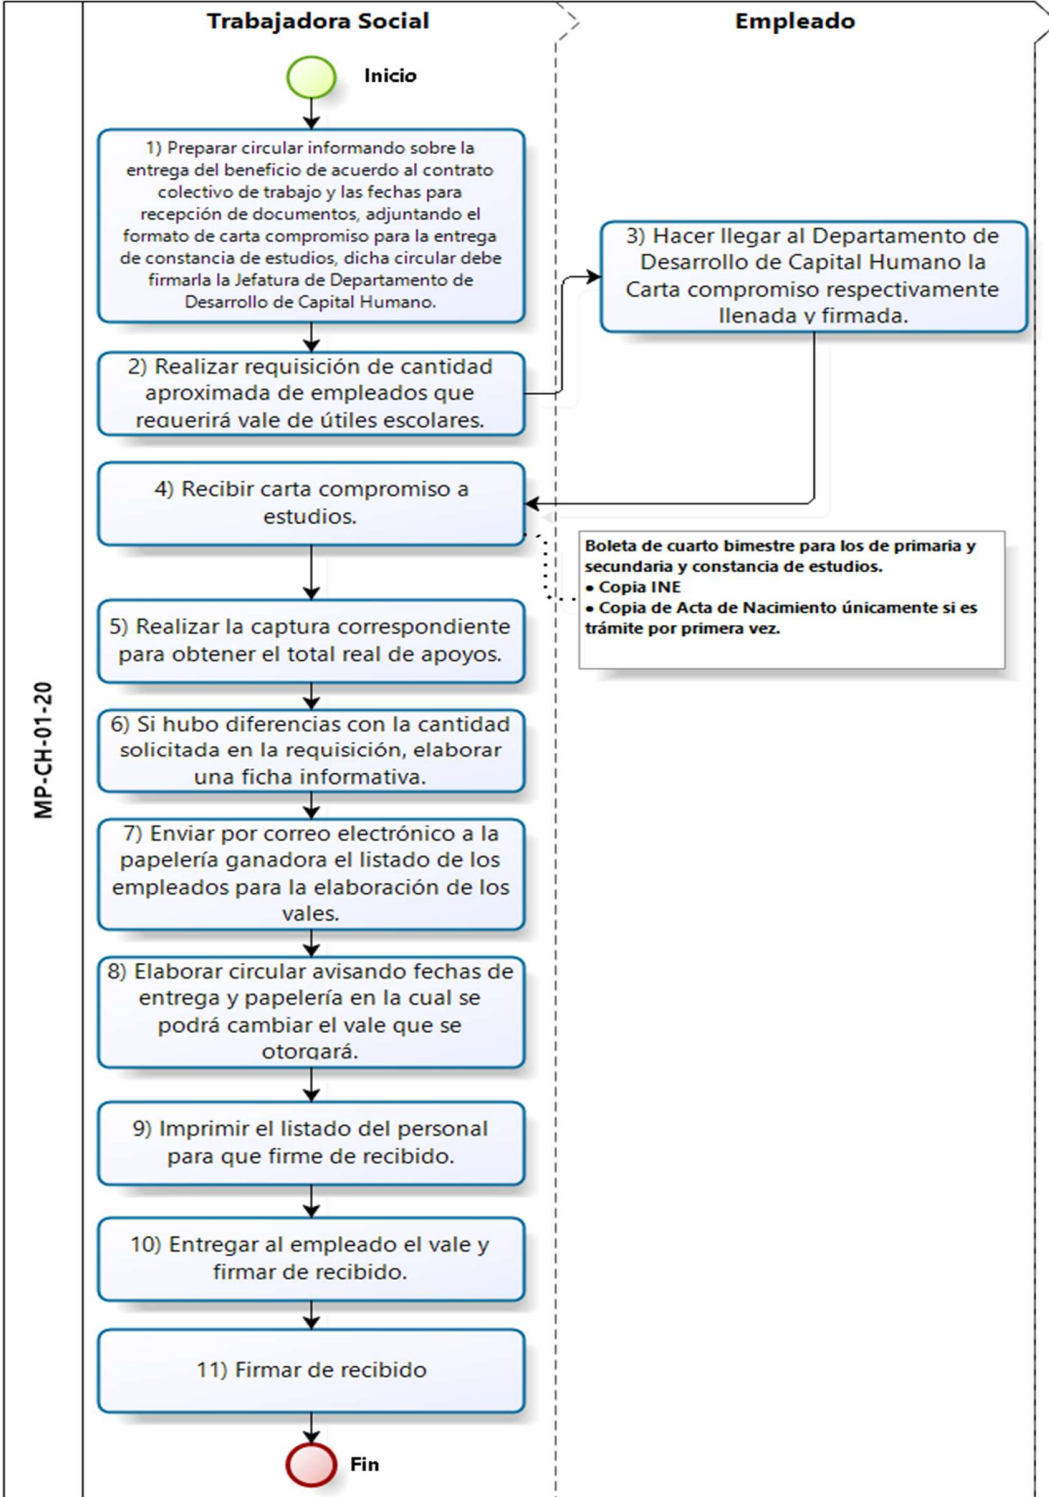 Trabajadora Social
Empleado
Inicio
1) Preparar circular informando sobre la
entrega del beneficio de acuerdo al contrato
colectivo de trabajo y las fechas para
recepción de documentos, adjuntando el
formato de carta compromiso para la entrega
de constancia de estudios, dicha circular debe
firmarla la Jefatura de Departamento de
Desarrollo de Capital Humano.
2) Realizar requisición de cantidad
aproximada de empleados que
requerirá vale de útiles escolares.
3) Hacer llegar al Departamento de
Desarrollo de Capital Humano la
Carta compromiso respectivamente
llenada y firmada.
4) Recibir carta compromiso a
estudios.
Boleta de cuarto bimestre para los de primaria y
secundaria y constancia de estudios.
• Copia INE
• Copia de Acta de Nacimiento únicamente si es
trámite por primera vez.
5) Realizar la captura correspondiente
para obtener el total real de apoyos.
6) Si hubo diferencias con la cantidad
solicitada en la requisición, elaborar
una ficha informativa.
7) Enviar por correo electrónico a la
papelería ganadora el listado de los
empleados para la elaboración de los
vales.
8) Elaborar circular avisando fechas de
entrega y papelería en la cual se
podrá cambiar el vale que se
otorgará.
9) Imprimir el listado del personal
para que firme de recibido.
10) Entregar al empleado el vale y
firmar de recibido.
11) Firmar de recibido
Fin
MP-CH-01-20